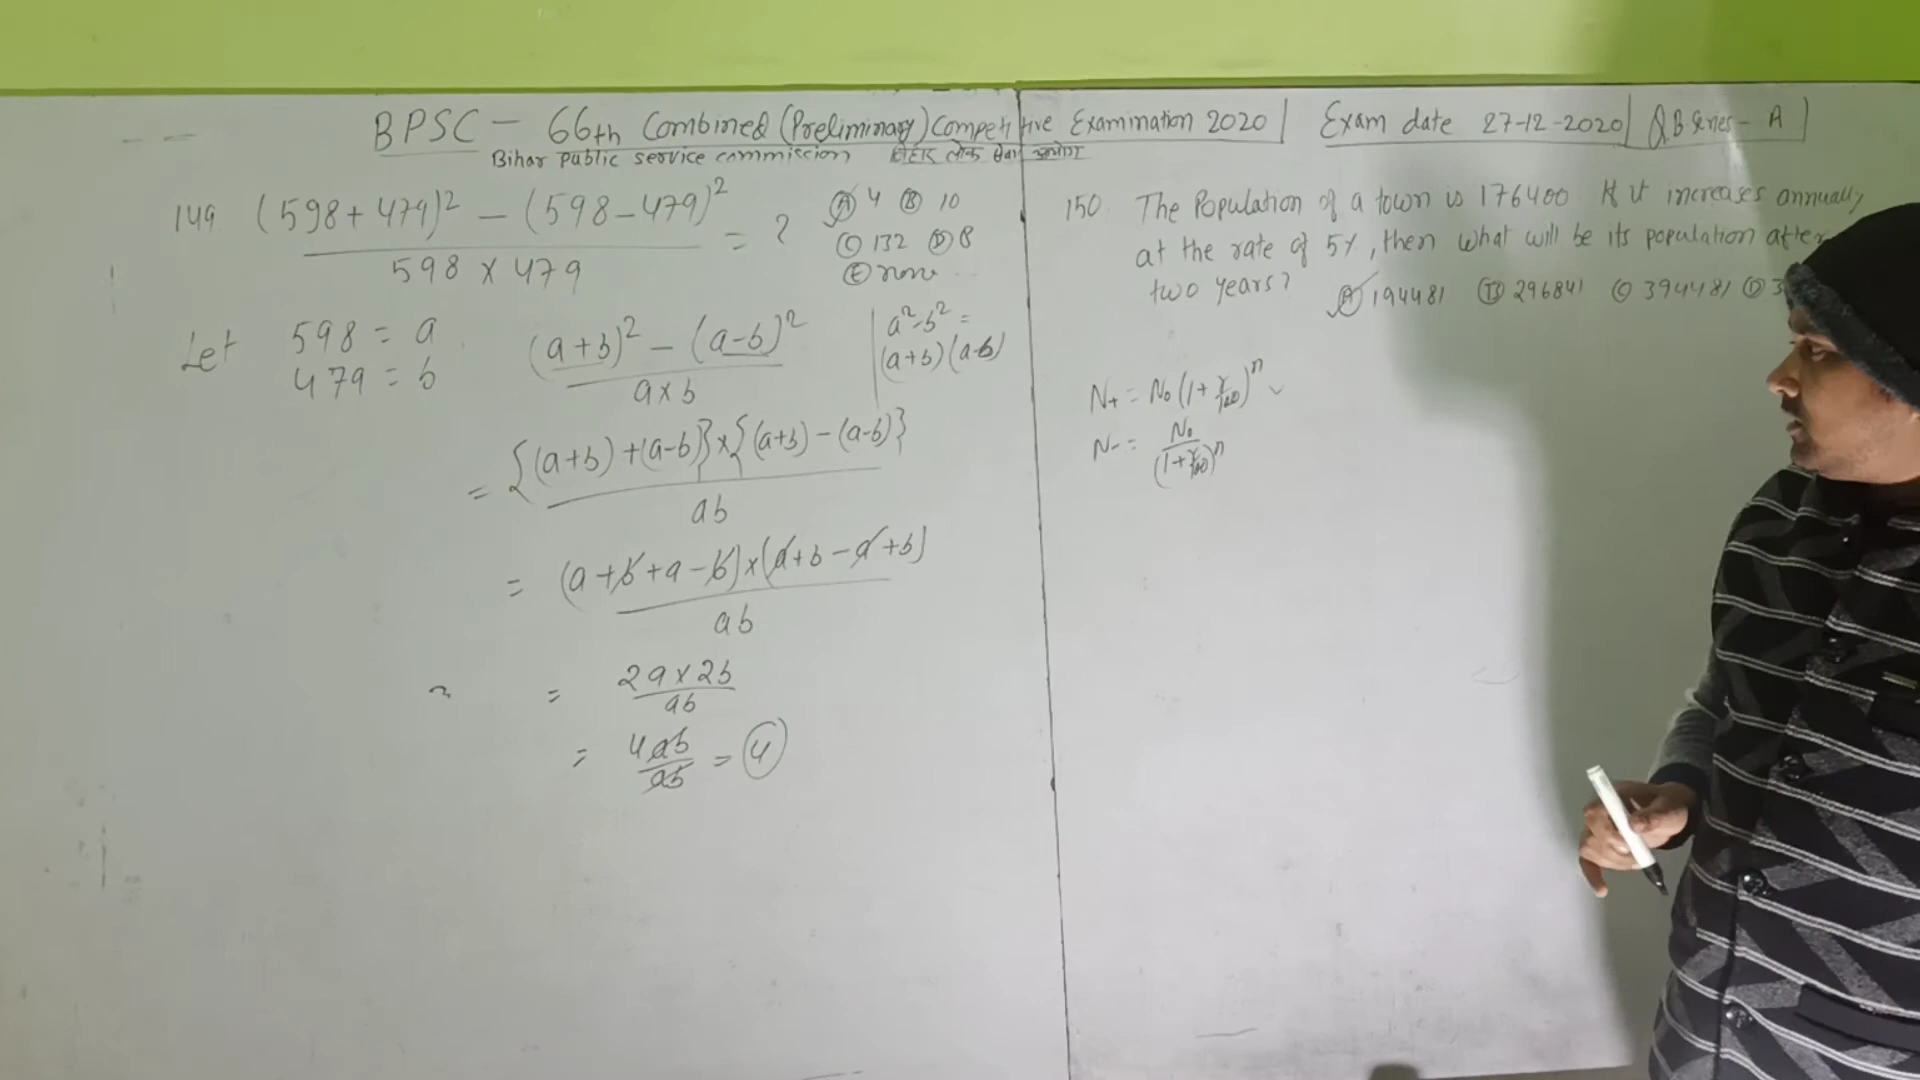 BPSC - 66th Combined (Preliminary) Competitive Examination 2020 | Exam date 27-12-2020 | QB Series - A |
Bihar public service commission बिहार लोक सेवा आयोग
149 (598+479)² - (598-479)² / 598 × 479 = ?
(A) 4 (B) 10
(C) 132 (D) 8
(E) none ...
Let 598 = a
479 = b
(a+b)² - (a-b)² / a×b
a²-b² =
(a+b)(a-b)
= {(a+b)+(a-b)}×{(a+b)-(a-b)} / ab
= (a+b+a-b)×(a+b-a+b) / ab
= 2a×2b / ab
= 4ab / ab = 4
150. The Population of a town is 176400 If it increases annually
at the rate of 5%, then what will be its population after
two years?
(A) 194481 (B) 296841 (C) 394481 (D) 3
N+ = N₀(1+r/100)ⁿ
N- = N₀ / (1+r/100)ⁿ